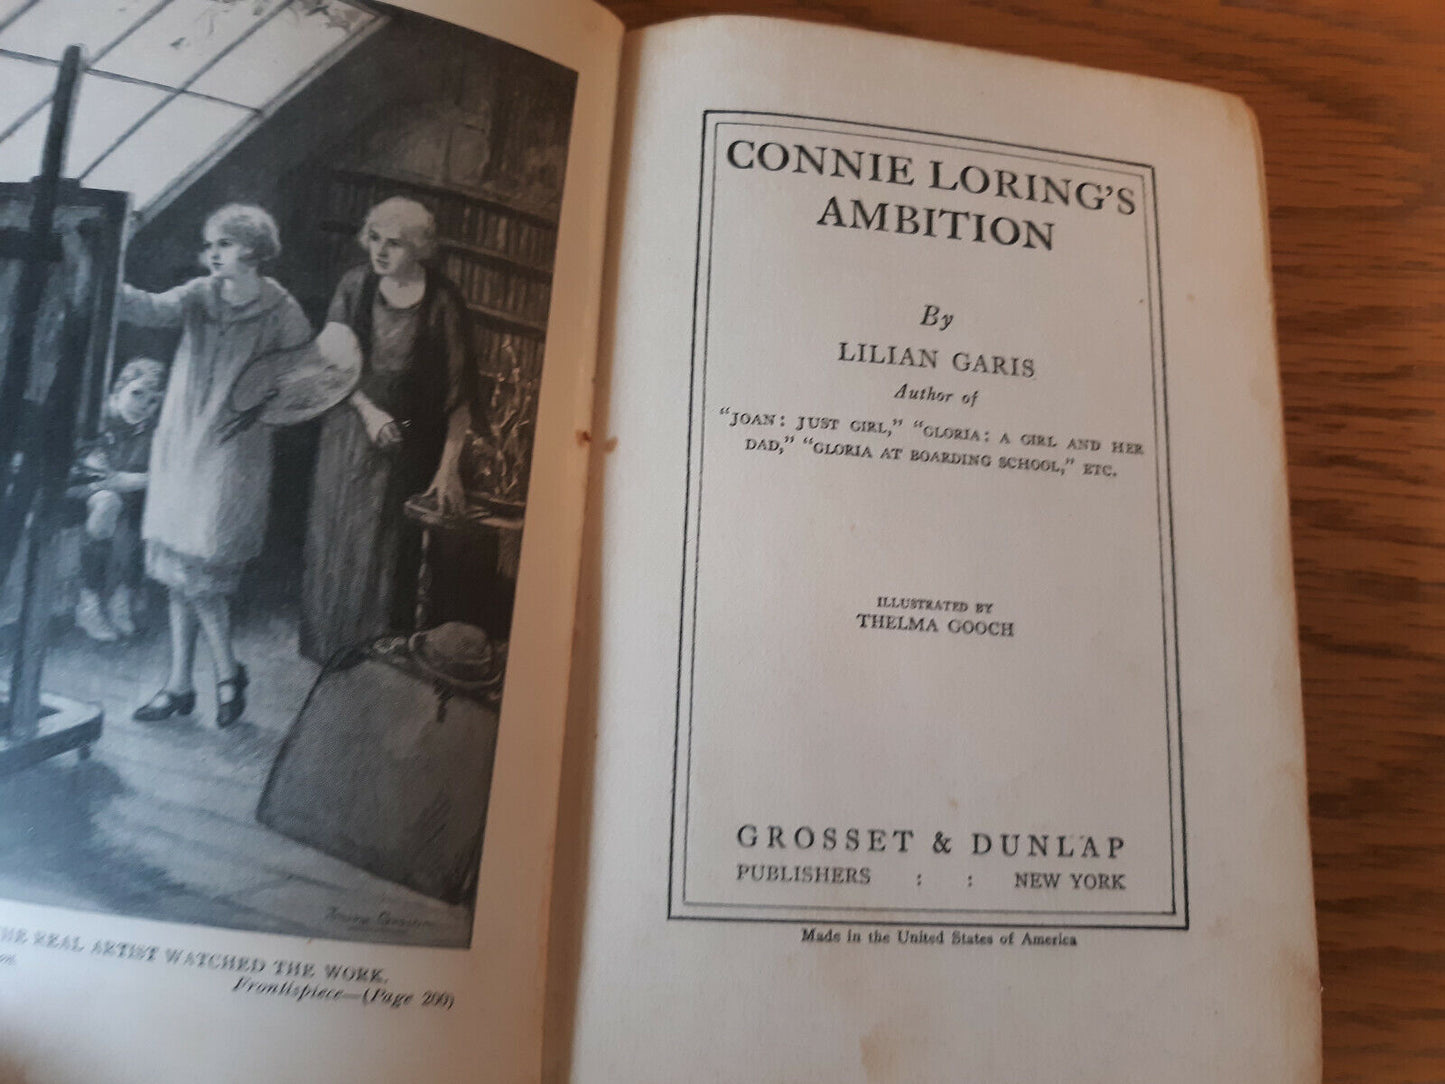 REAL ARTIST WATCHED THE WORK.
Frontispiece—(Page 200)
CONNIE LORING'S
AMBITION
By
LILIAN GARIS
Author of
"JOAN: JUST GIRL," "GLORIA: A GIRL AND HER
DAD," "GLORIA AT BOARDING SCHOOL," ETC.
ILLUSTRATED BY
THELMA GOOCH
GROSSET & DUNLAP
PUBLISHERS : : NEW YORK
Made in the United States of America